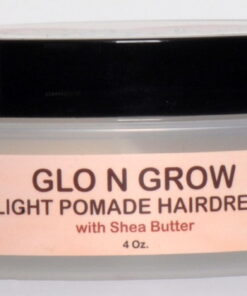 GLO N GROW
LIGHT POMADE HAIRDRE
with Shea Butter
4 Oz.